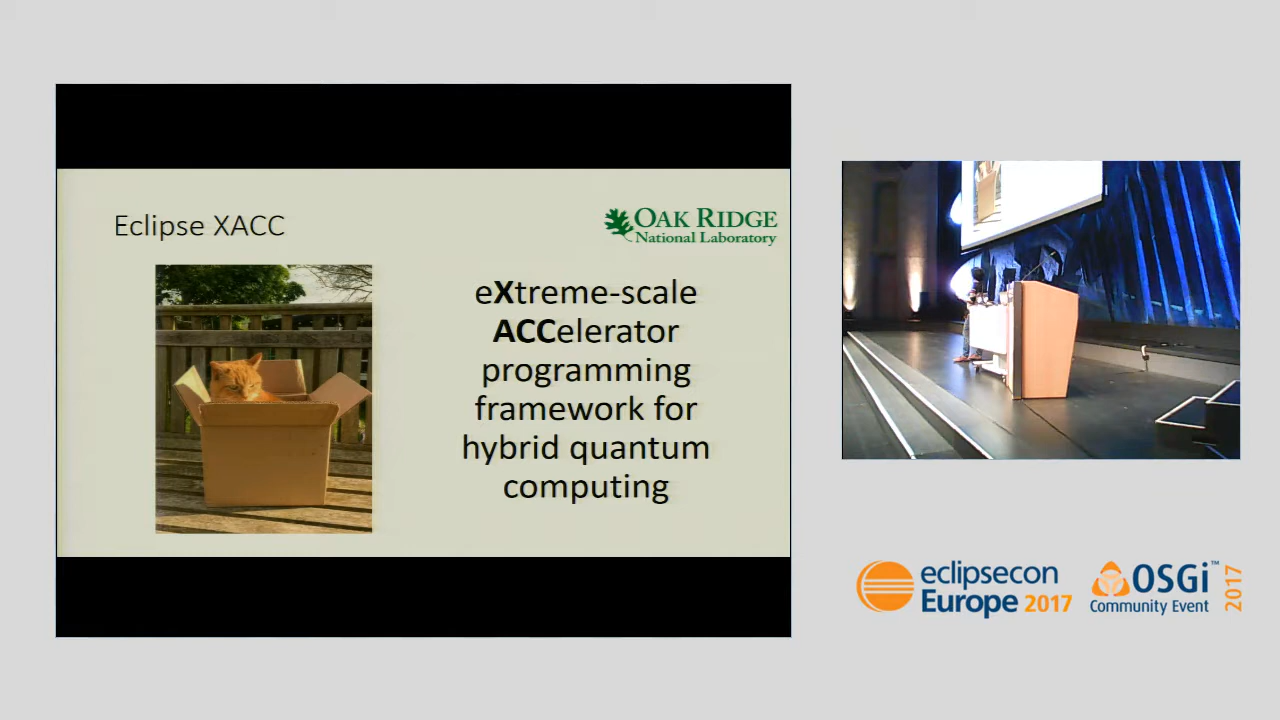 Eclipse XACC
OAK RIDGE
National Laboratory
eXtreme-scale
ACCelerator
programming
framework for
hybrid quantum
computing
eclipsecon
Europe 2017
OSGi™
Community Event
2017